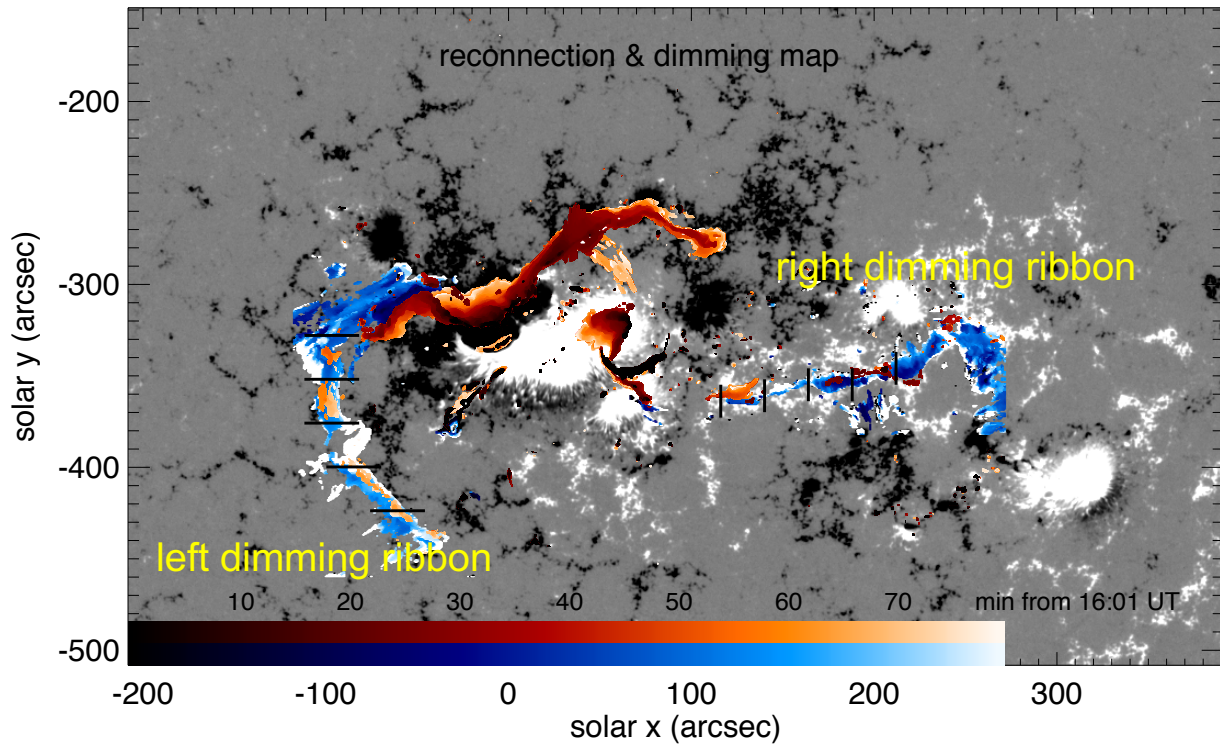 reconnection & dimming map
-200
-300
-400
-500
solar y (arcsec)
right dimming ribbon
left dimming ribbon
10 20 30 40 50 60 70 min from 16:01 UT
-200 -100 0 100 200 300
solar x (arcsec)